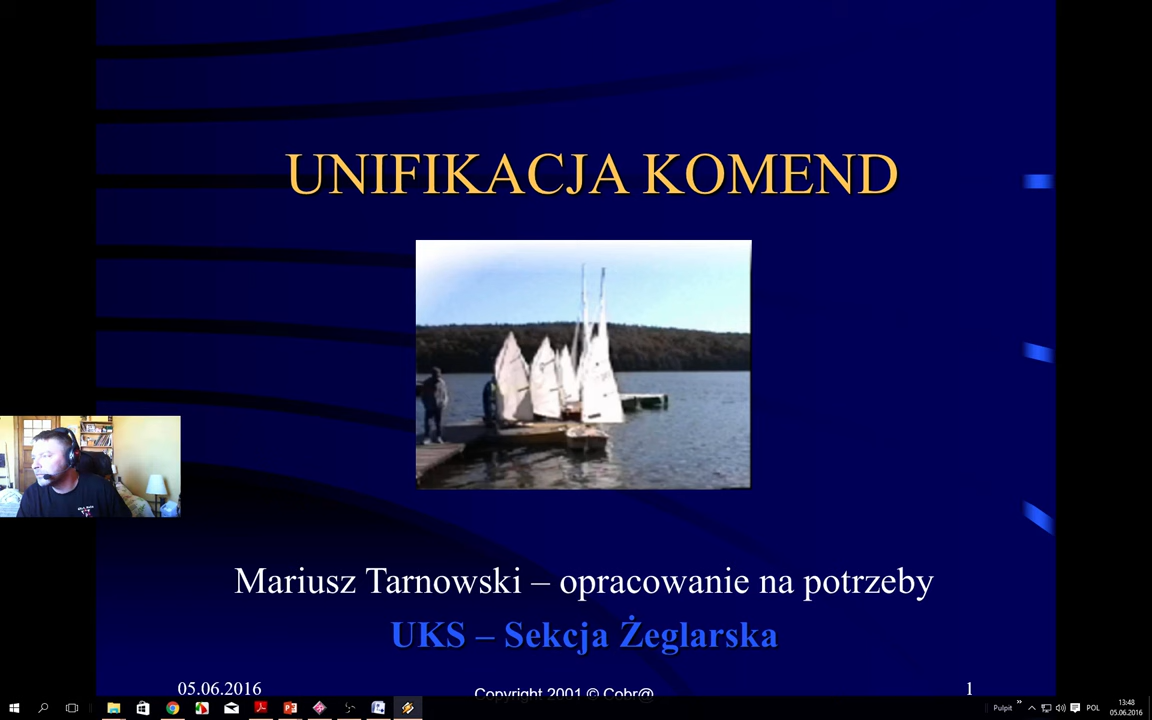 UNIFIKACJA KOMEND
Mariusz Tarnowski – opracowanie na potrzeby
UKS – Sekcja Żeglarska
05.06.2016
Copyright 2001 © Cobr@
1
Pulpit
POL
13:48
05.06.2016